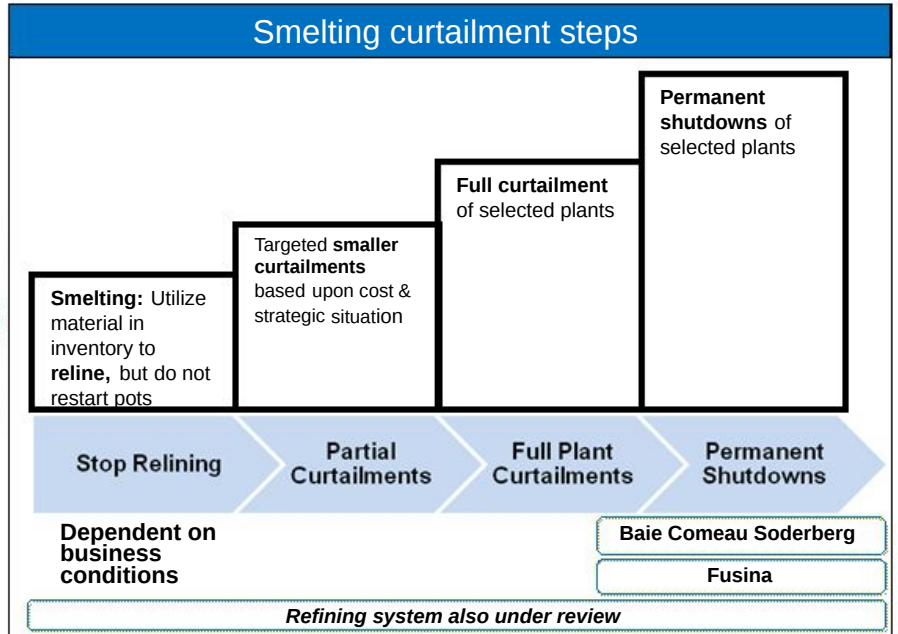 Smelting curtailment steps
Smelting: Utilize
material in
inventory to
reline, but do not
restart pots
Targeted smaller
curtailments
based upon cost &
strategic situation
Full curtailment
of selected plants
Permanent
shutdowns of
selected plants
Stop Relining
Partial
Curtailments
Full Plant
Curtailments
Permanent
Shutdowns
Dependent on
business
conditions
Baie Comeau Soderberg
Fusina
Refining system also under review